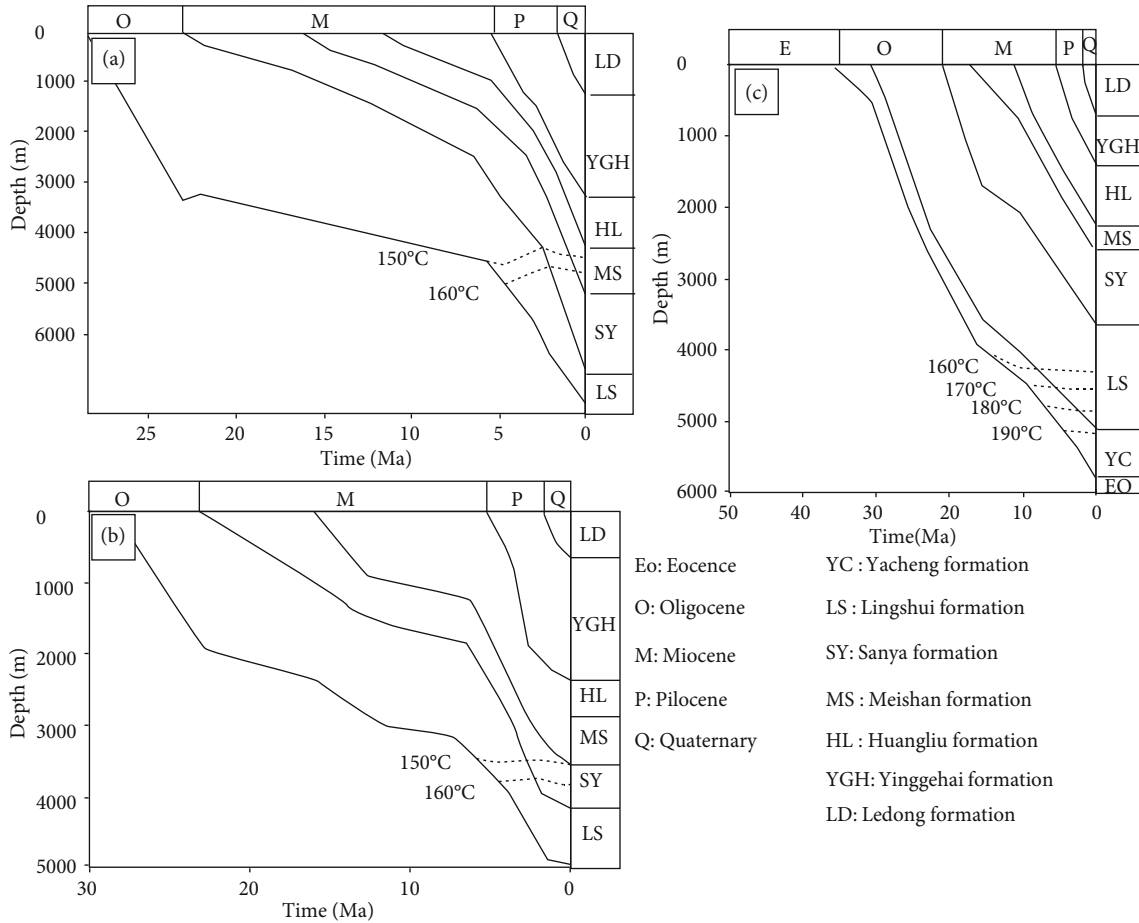 O M P Q
(a)
0
1000
2000
3000
4000
5000
6000
Depth (m)
150°C
160°C
LD
YGH
HL
MS
SY
LS
25 20 15 10 5 0
Time (Ma)
O M P Q
(b)
0
1000
2000
3000
4000
5000
Depth (m)
150°C
160°C
LD
YGH
HL
MS
SY
LS
30 20 10 0
Time (Ma)
E O M P Q
(c)
0
1000
2000
3000
4000
5000
6000
Depth (m)
160°C
170°C
180°C
190°C
LD
YGH
HL
MS
SY
LS
YC
EO
50 40 30 20 10 0
Time(Ma)
Eo: Eocence
O: Oligocene
M: Miocene
P: Pilocene
Q: Quaternary
YC : Yacheng formation
LS : Lingshui formation
SY: Sanya formation
MS : Meishan formation
HL : Huangliu formation
YGH: Yinggehai formation
LD: Ledong formation